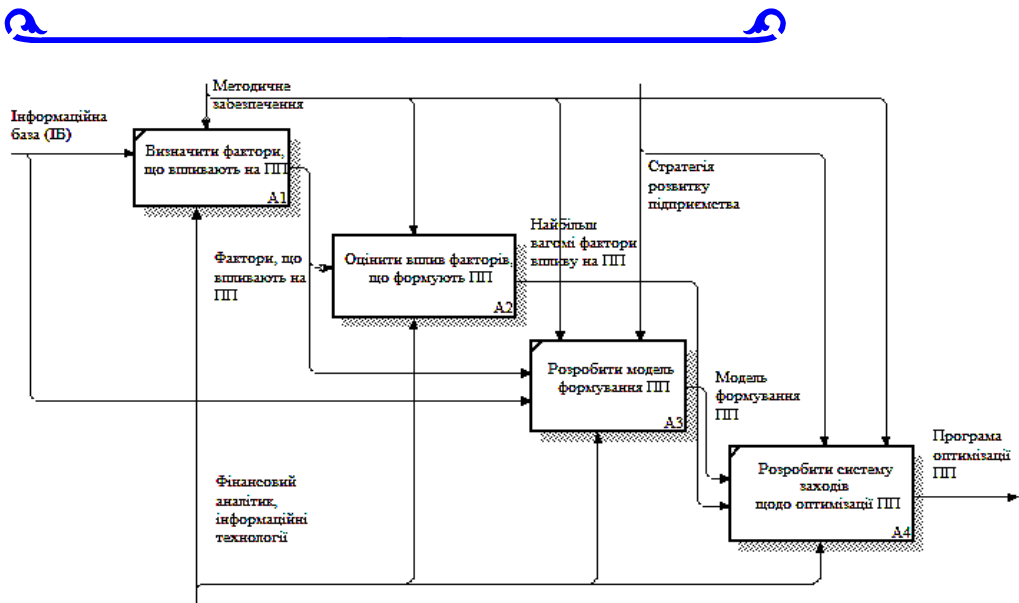 Методичне
забезпечення
Інформаційна
база (ІБ)
Визначити фактори,
що впливають на ПП
А1
Стратегія
розвитку
підприємства
Найбільш
вагомі фактори
впливу на ПП
Фактори, що
впливають на
ПП
Оцінити вплив факторів,
що формують ПП
А2
Розробити модель
формування ПП
А3
Модель
формування
ПП
Програма
оптимізації
ПП
Розробити систему
заходів
щодо оптимізації ПП
А4
Фінансовий
аналітик,
інформаційні
технології